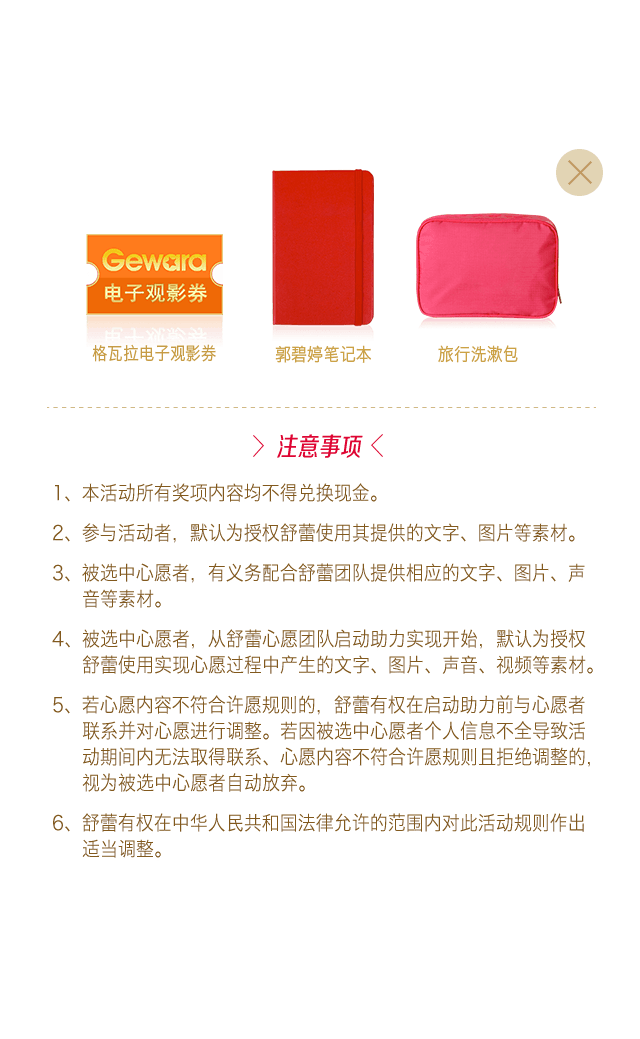 Gewara
电子观影券
格瓦拉电子观影券
郭碧婷笔记本
旅行洗漱包
注意事项
1、本活动所有奖项内容均不得兑换现金。
2、参与活动者，默认为授权舒蕾使用其提供的文字、图片等素材。
3、被选中心愿者，有义务配合舒蕾团队提供相应的文字、图片、声
音等素材。
4、被选中心愿者，从舒蕾心愿团队启动助力实现开始，默认为授权
舒蕾使用实现心愿过程中产生的文字、图片、声音、视频等素材。
5、若心愿内容不符合许愿规则的，舒蕾有权在启动助力前与心愿者
联系并对心愿进行调整。若因被选中心愿者个人信息不全导致活
动期间内无法取得联系、心愿内容不符合许愿规则且拒绝调整的，
视为被选中心愿者自动放弃。
6、舒蕾有权在中华人民共和国法律允许的范围内对此活动规则作出
适当调整。